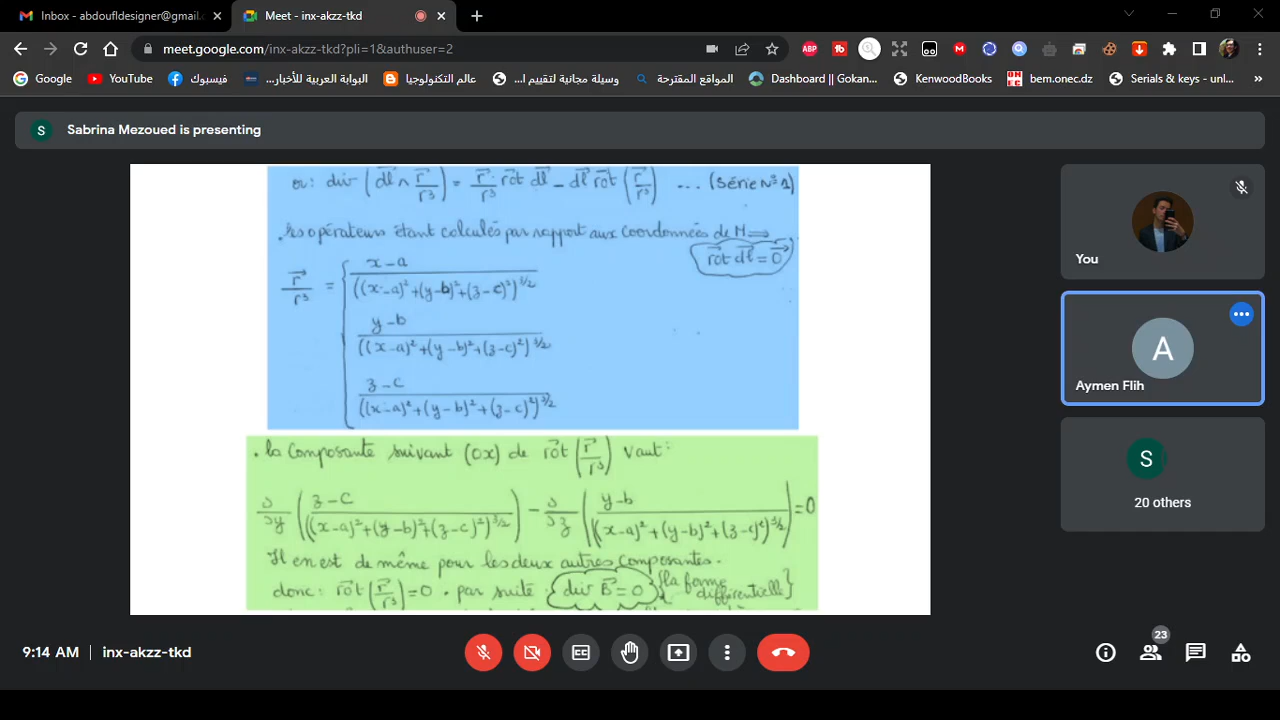 Inbox - abdoufldesigner@gmail.
Meet - inx-akzz-tkd
meet.google.com/inx-akzz-tkd?pli=1&authuser=2
Google
YouTube
فيسبوك
البوابة العربية للأخبار...
عالم التكنولوجيا
وسيلة مجانية لتقييم ا...
المواقع المقترحة
Dashboard || Gokan...
KenwoodBooks
bem.onec.dz
Serials & keys - unl...
S
Sabrina Mezoued is presenting
or: div (dl ∧ r/r³) = r/r³ rot dl − dl rot (r/r³) ... (Série N°1)
. les opérateurs étant calculés par rapport aux coordonnées de M ⟹
rot dl = 0
r/r³ = { x-a / ((x-a)²+(y-b)²+(z-c)²)^3/2
y-b / ((x-a)²+(y-b)²+(z-c)²)^3/2
z-c / ((x-a)²+(y-b)²+(z-c)²)^3/2
. la Composante suivant (ox) de rot (r/r³) vaut:
∂/∂y (z-c / ((x-a)²+(y-b)²+(z-c)²)^3/2) − ∂/∂z (y-b / ((x-a)²+(y-b)²+(z-c)²)^3/2) = 0
Il en est de même pour les deux autres Composantes.
donc: rot (r/r³) = 0 . par suite : div B = 0 {la forme différentielle}
You
A
Aymen Flih
S
20 others
9:14 AM | inx-akzz-tkd
23